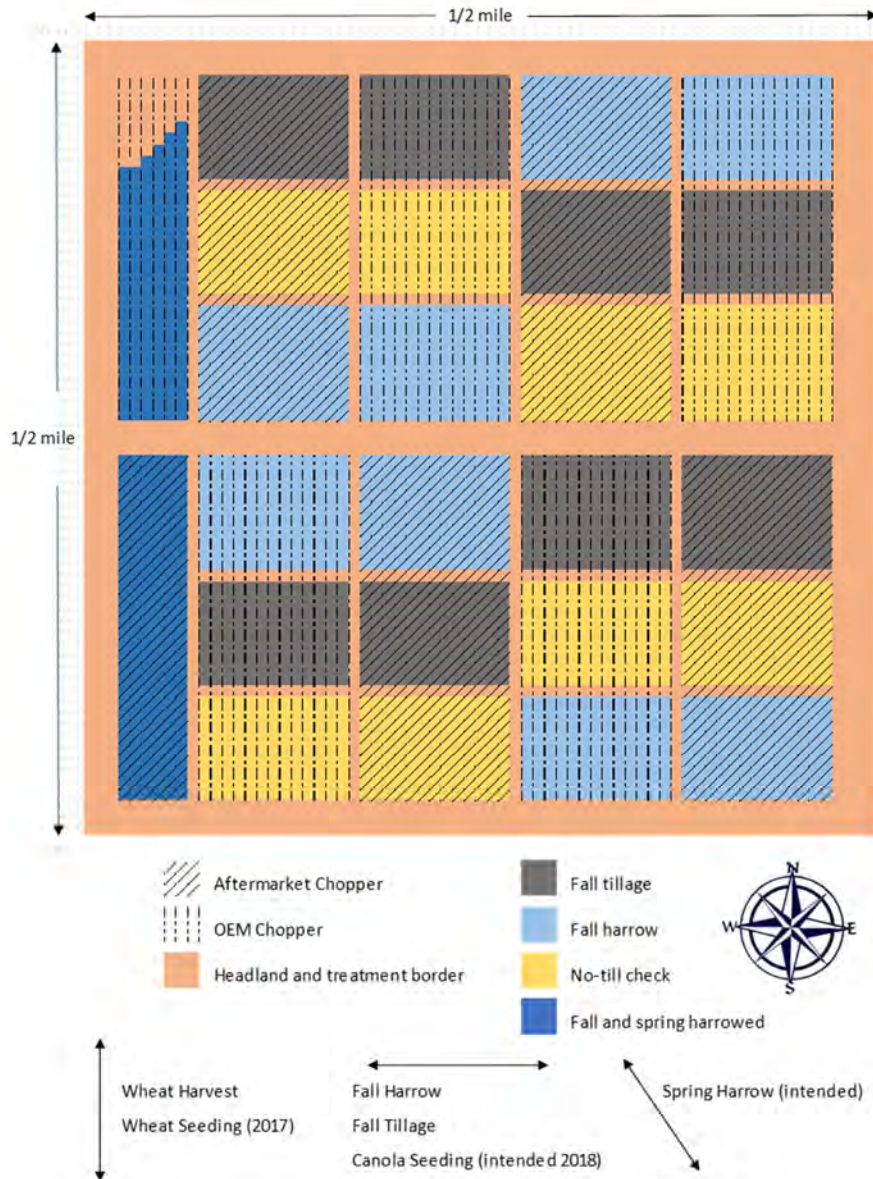 1/2 mile
1/2 mile
Aftermarket Chopper
OEM Chopper
Headland and treatment border
Fall tillage
Fall harrow
No-till check
Fall and spring harrowed
N
W
E
S
Wheat Harvest
Wheat Seeding (2017)
Fall Harrow
Fall Tillage
Canola Seeding (intended 2018)
Spring Harrow (intended)